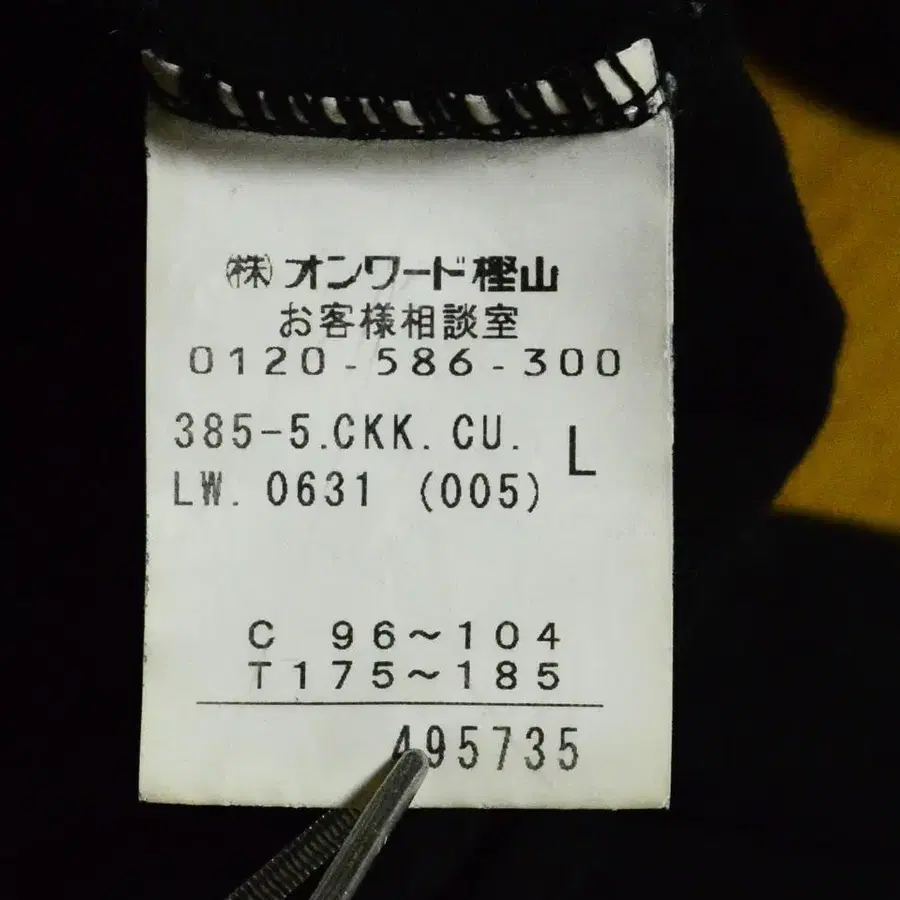 ㈱オンワード樫山
お客様相談室
0120-586-300
385-5.CKK.CU.
LW.0631 (005)
L
C 96~104
T175~185
495735